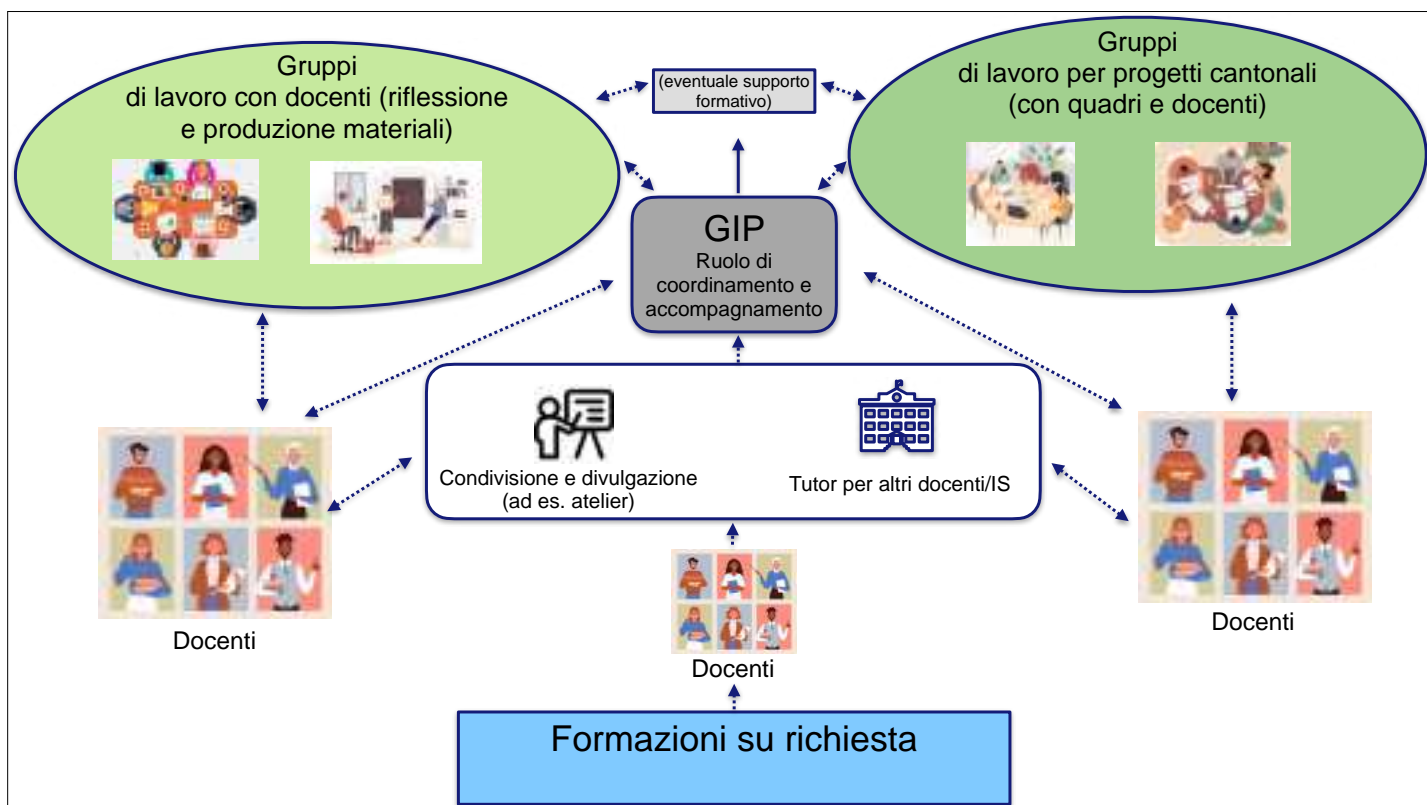 Gruppi
di lavoro con docenti (riflessione
e produzione materiali)
(eventuale supporto
formativo)
Gruppi
di lavoro per progetti cantonali
(con quadri e docenti)
GIP
Ruolo di
coordinamento e
accompagnamento
Condivisione e divulgazione
(ad es. atelier)
Tutor per altri docenti/IS
Docenti
Docenti
Docenti
Formazioni su richiesta